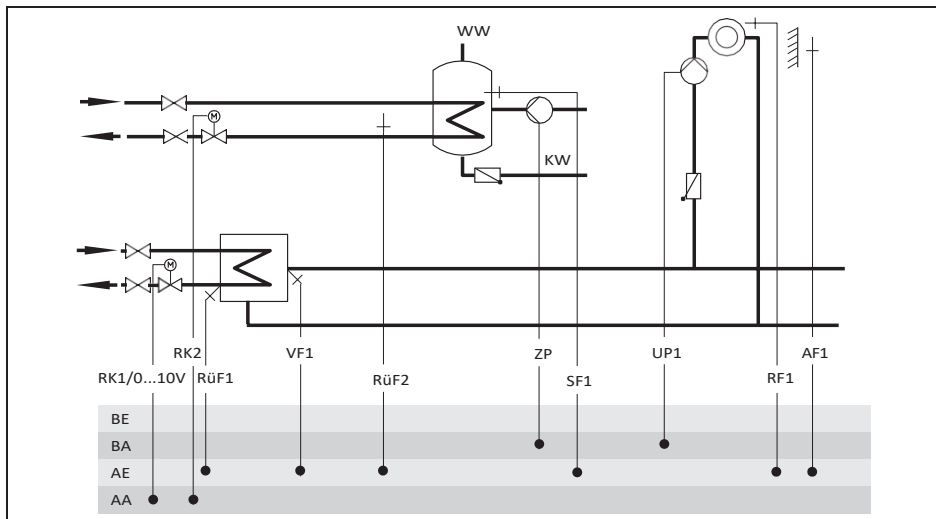 WW
M
KW
M
RK2 VF1 ZP UP1 AF1
RK1/0...10V RüF1 RüF2 SF1 RF1
BE
BA
AE
AA